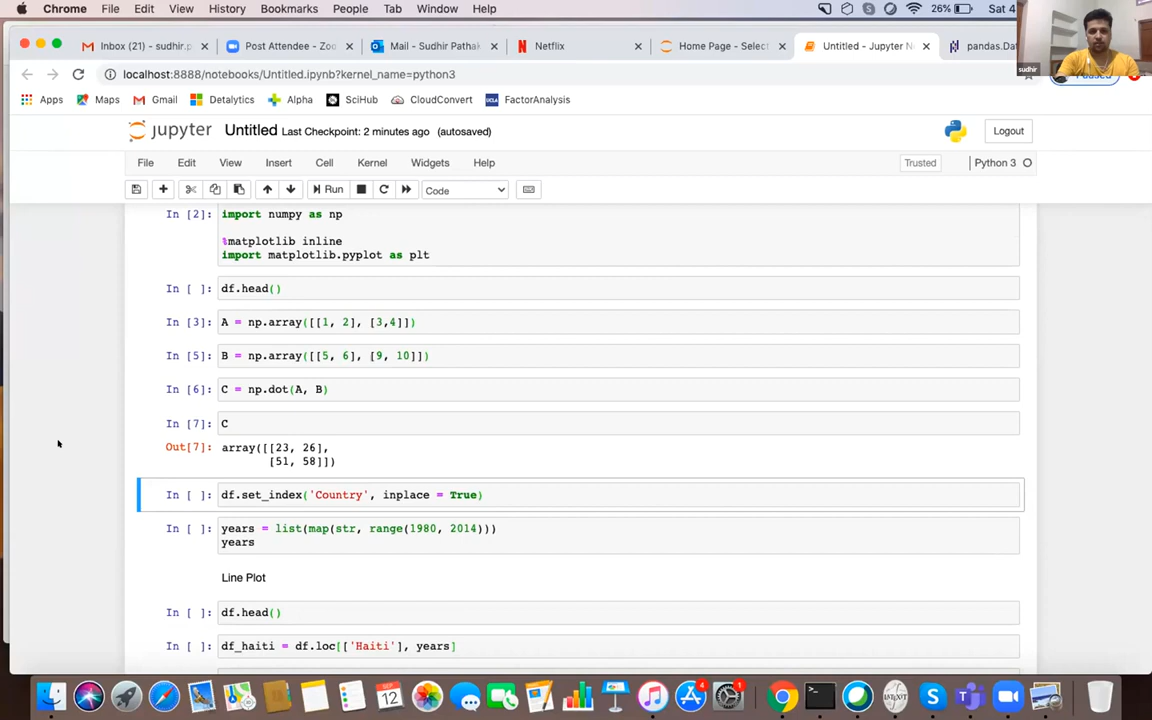 Chrome File Edit View History Bookmarks People Tab Window Help 26% Sat 4
Inbox (21) - sudhir.p Post Attendee - Zoo Mail - Sudhir Pathak Netflix Home Page - Select Untitled - Jupyter N pandas.Dat
localhost:8888/notebooks/Untitled.ipynb?kernel_name=python3 Paused
sudhir
Apps Maps Gmail Detalytics Alpha SciHub CloudConvert UCLA FactorAnalysis
jupyter Untitled Last Checkpoint: 2 minutes ago (autosaved) Logout
File Edit View Insert Cell Kernel Widgets Help Trusted Python 3
Run Code
In [2]: import numpy as np
%matplotlib inline
import matplotlib.pyplot as plt
In [ ]: df.head()
In [3]: A = np.array([[1, 2], [3,4]])
In [5]: B = np.array([[5, 6], [9, 10]])
In [6]: C = np.dot(A, B)
In [7]: C
Out[7]: array([[23, 26],
[51, 58]])
In [ ]: df.set_index('Country', inplace = True)
In [ ]: years = list(map(str, range(1980, 2014)))
years
Line Plot
In [ ]: df.head()
In [ ]: df_haiti = df.loc[['Haiti'], years]
SEP
12
4
1